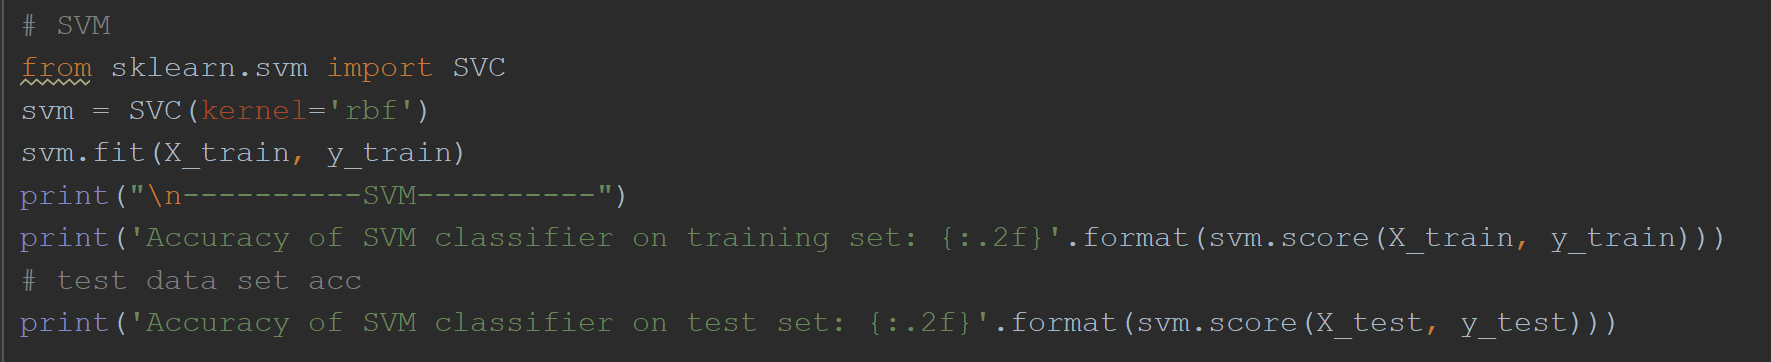 # SVM
from sklearn.svm import SVC
svm = SVC(kernel='rbf')
svm.fit(X_train, y_train)
print("\n----------SVM----------")
print('Accuracy of SVM classifier on training set: {:.2f}'.format(svm.score(X_train, y_train)))
# test data set acc
print('Accuracy of SVM classifier on test set: {:.2f}'.format(svm.score(X_test, y_test)))